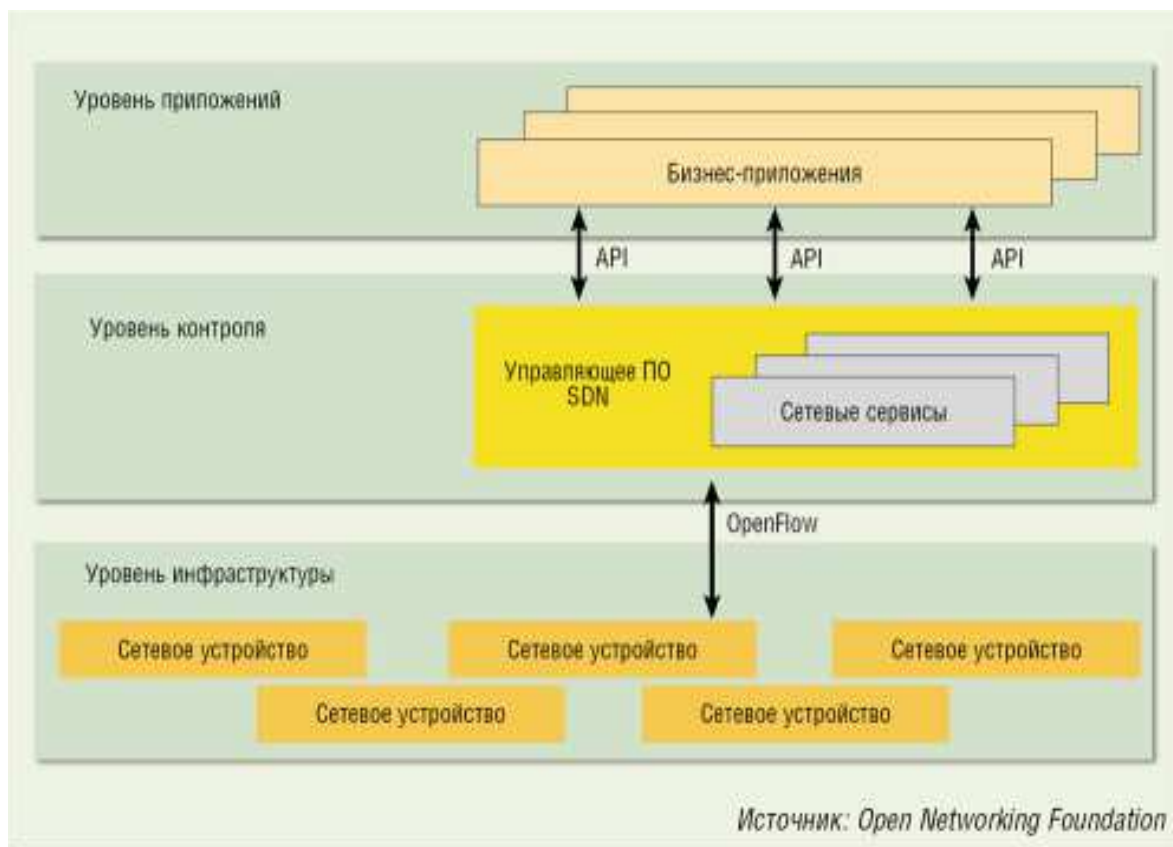 Уровень приложений
Бизнес-приложения
API
API
API
Уровень контроля
Управляющее ПО
SDN
Сетевые сервисы
OpenFlow
Уровень инфраструктуры
Сетевое устройство
Сетевое устройство
Сетевое устройство
Сетевое устройство
Сетевое устройство
Источник: Open Networking Foundation